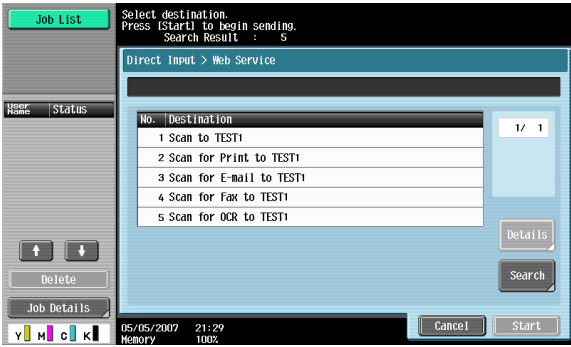 Job List
Select destination.
Press [Start] to begin sending.
Search Result : 5
Direct Input > Web Service
User Name Status
No. Destination
1 Scan to TEST1
2 Scan for Print to TEST1
3 Scan for E-mail to TEST1
4 Scan for Fax to TEST1
5 Scan for OCR to TEST1
1/ 1
Details
Search
Delete
Job Details
Y M C K
05/05/2007 21:29
Memory 100%
Cancel
Start